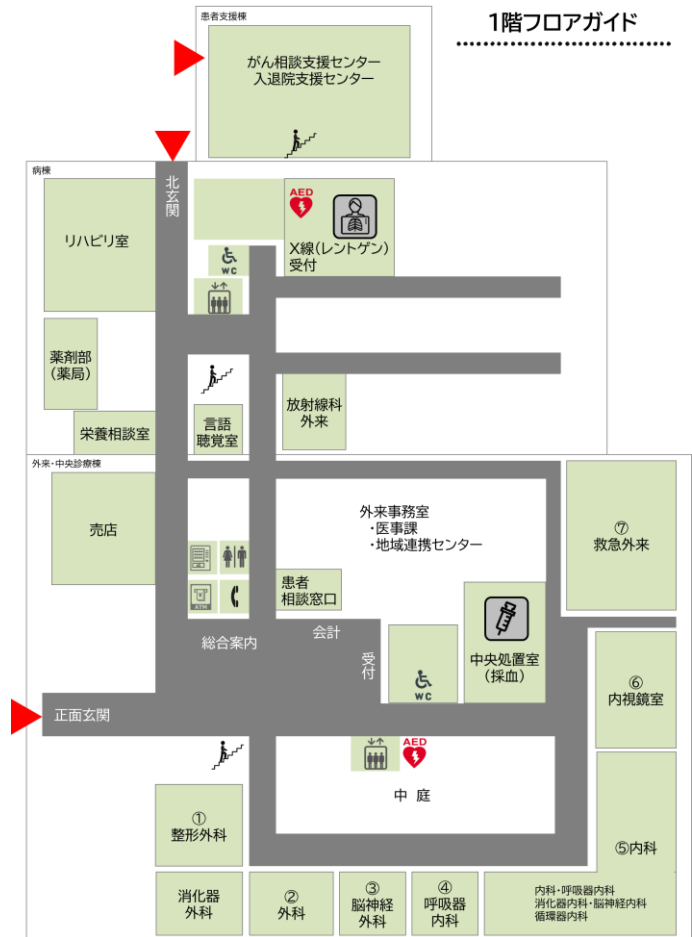 患者支援棟
1階フロアガイド
がん相談支援センター
入退院支援センター
病棟
北玄関
リハビリ室
AED
X線(レントゲン)
受付
WC
薬剤部
(薬局)
栄養相談室
言語
聴覚室
放射線科
外来
外来・中央診療棟
売店
外来事務室
・医事課
・地域連携センター
⑦
救急外来
ATM
患者
相談窓口
総合案内
会計
受付
WC
中央処置室
(採血)
⑥
内視鏡室
正面玄関
AED
中庭
①
整形外科
⑤内科
消化器
外科
②
外科
③
脳神経
外科
④
呼吸器
内科
内科・呼吸器内科
消化器内科・脳神経内科
循環器内科